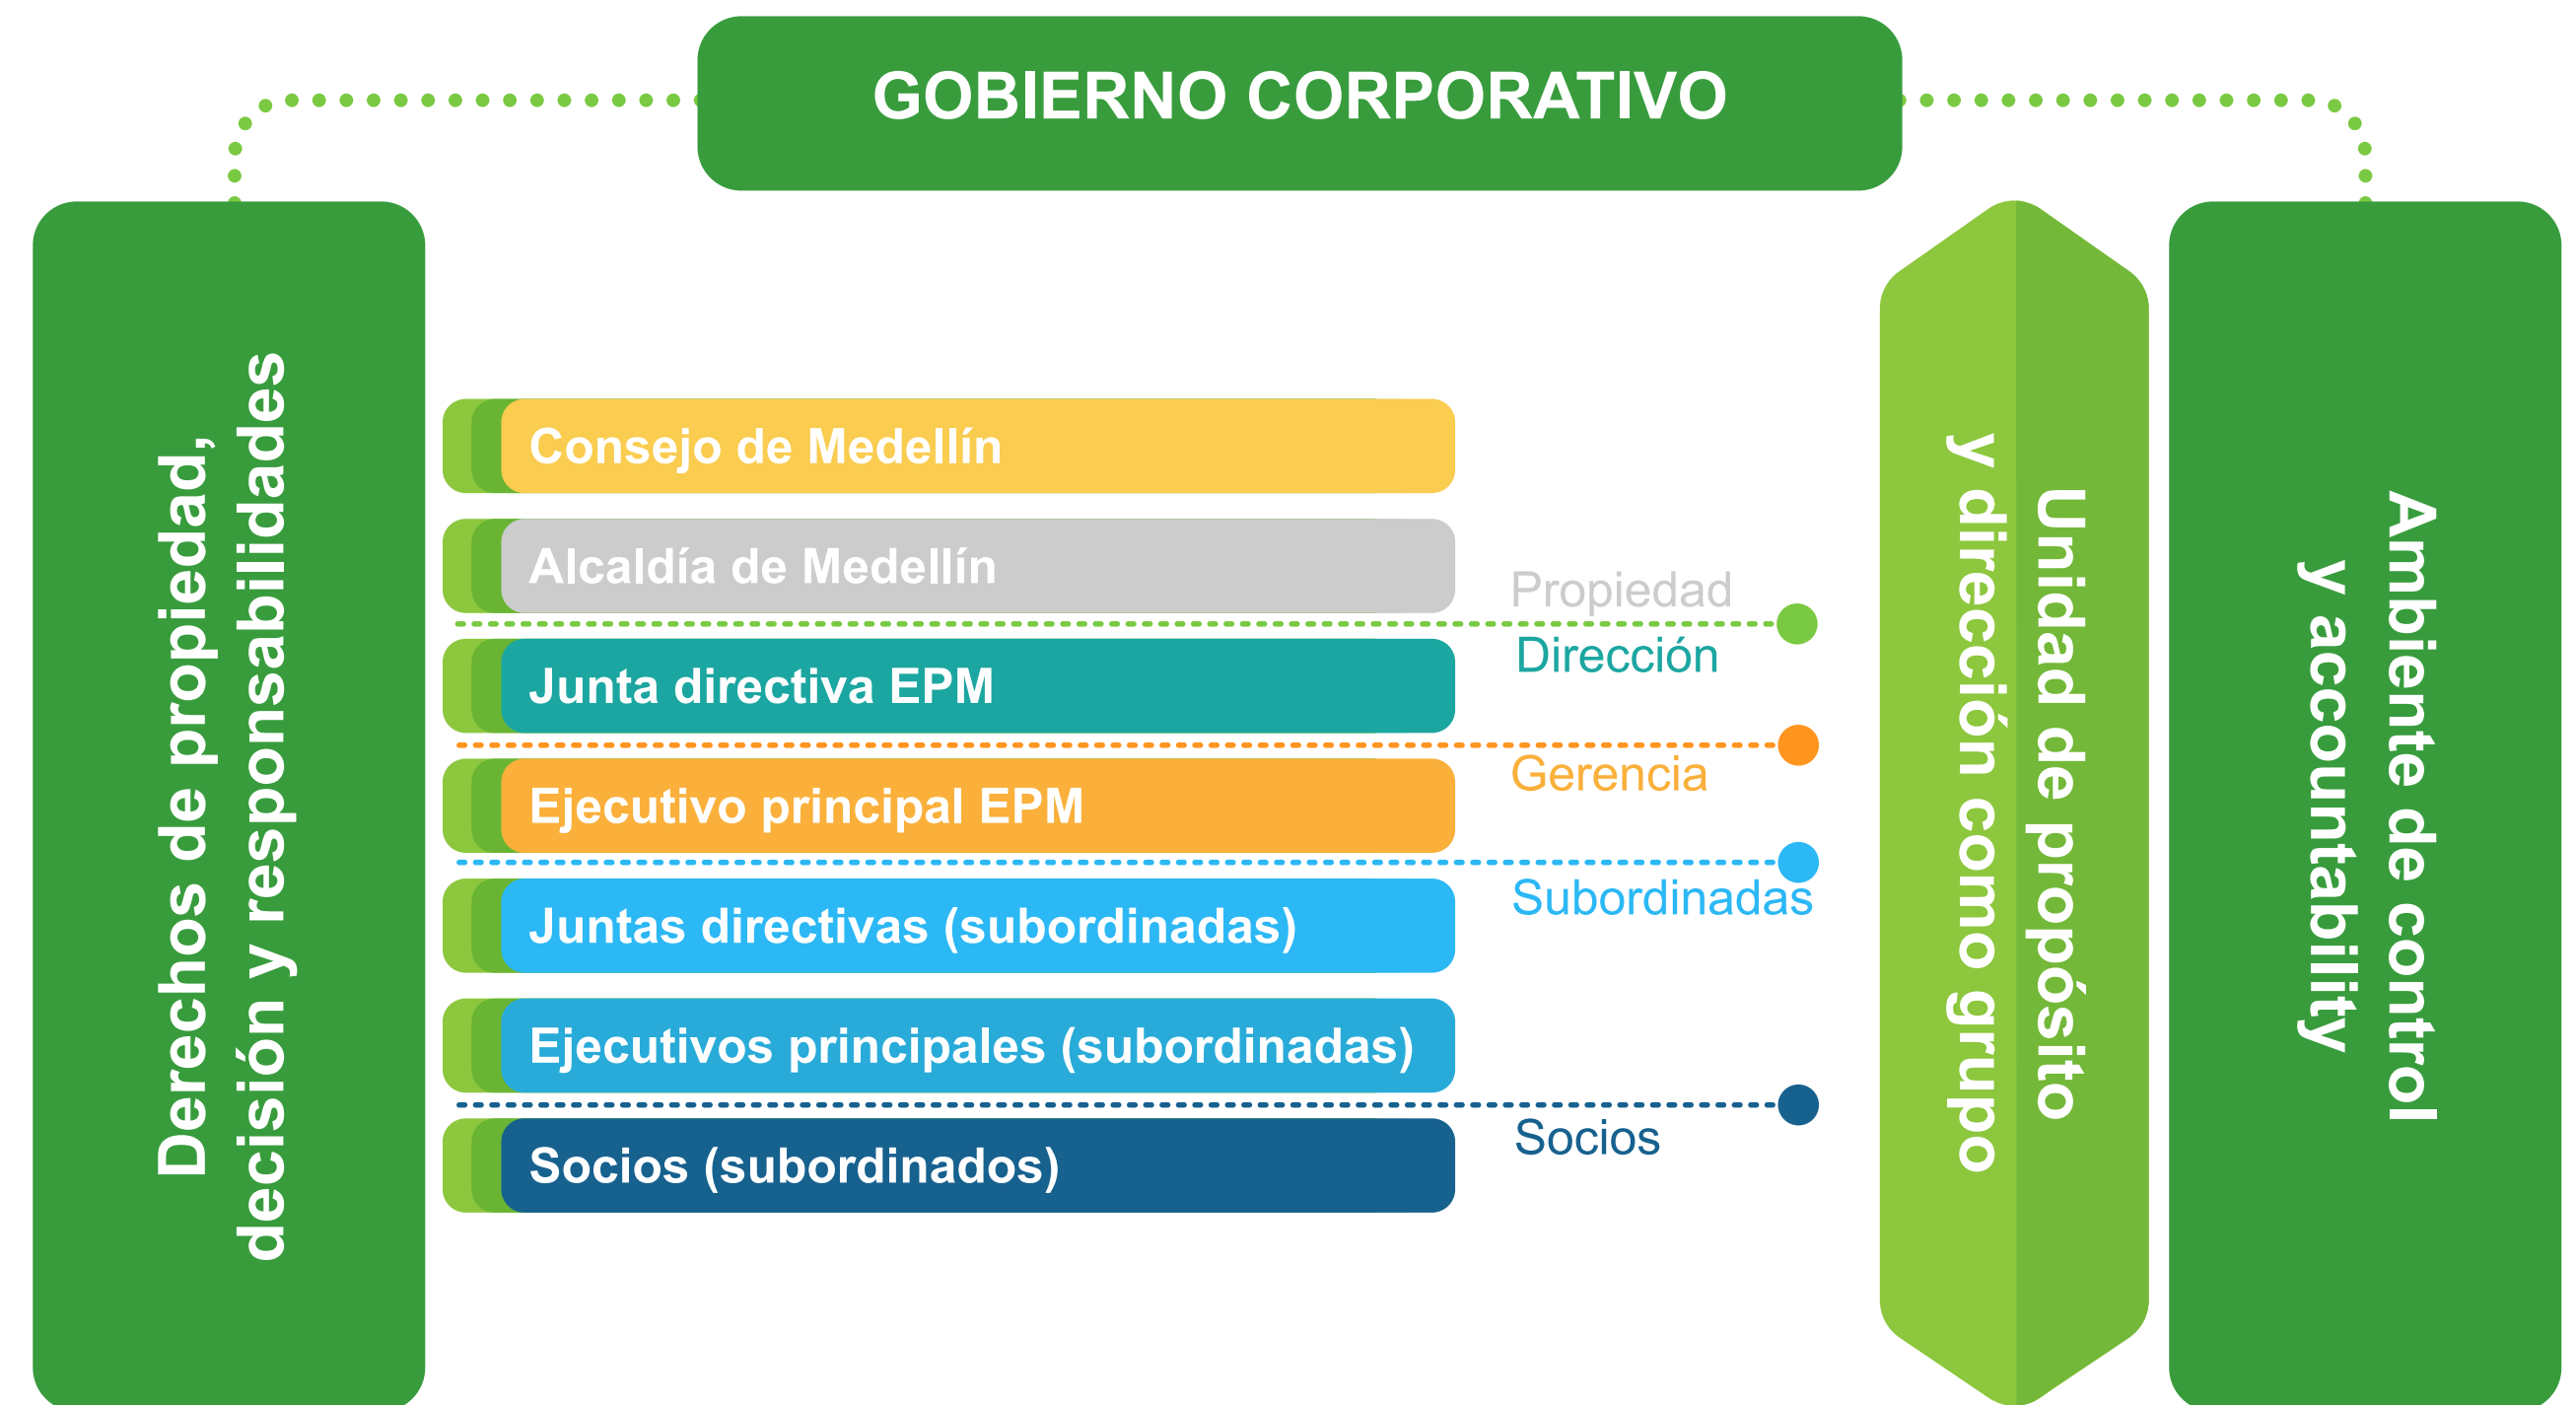 GOBIERNO CORPORATIVO
Derechos de propiedad,
decisión y responsabilidades
Consejo de Medellín
Alcaldía de Medellín
Propiedad
Dirección
Junta directiva EPM
Gerencia
Ejecutivo principal EPM
Subordinadas
Juntas directivas (subordinadas)
Ejecutivos principales (subordinadas)
Socios
Socios (subordinados)
Unidad de propósito
y dirección como grupo
Ambiente de control
y accountability